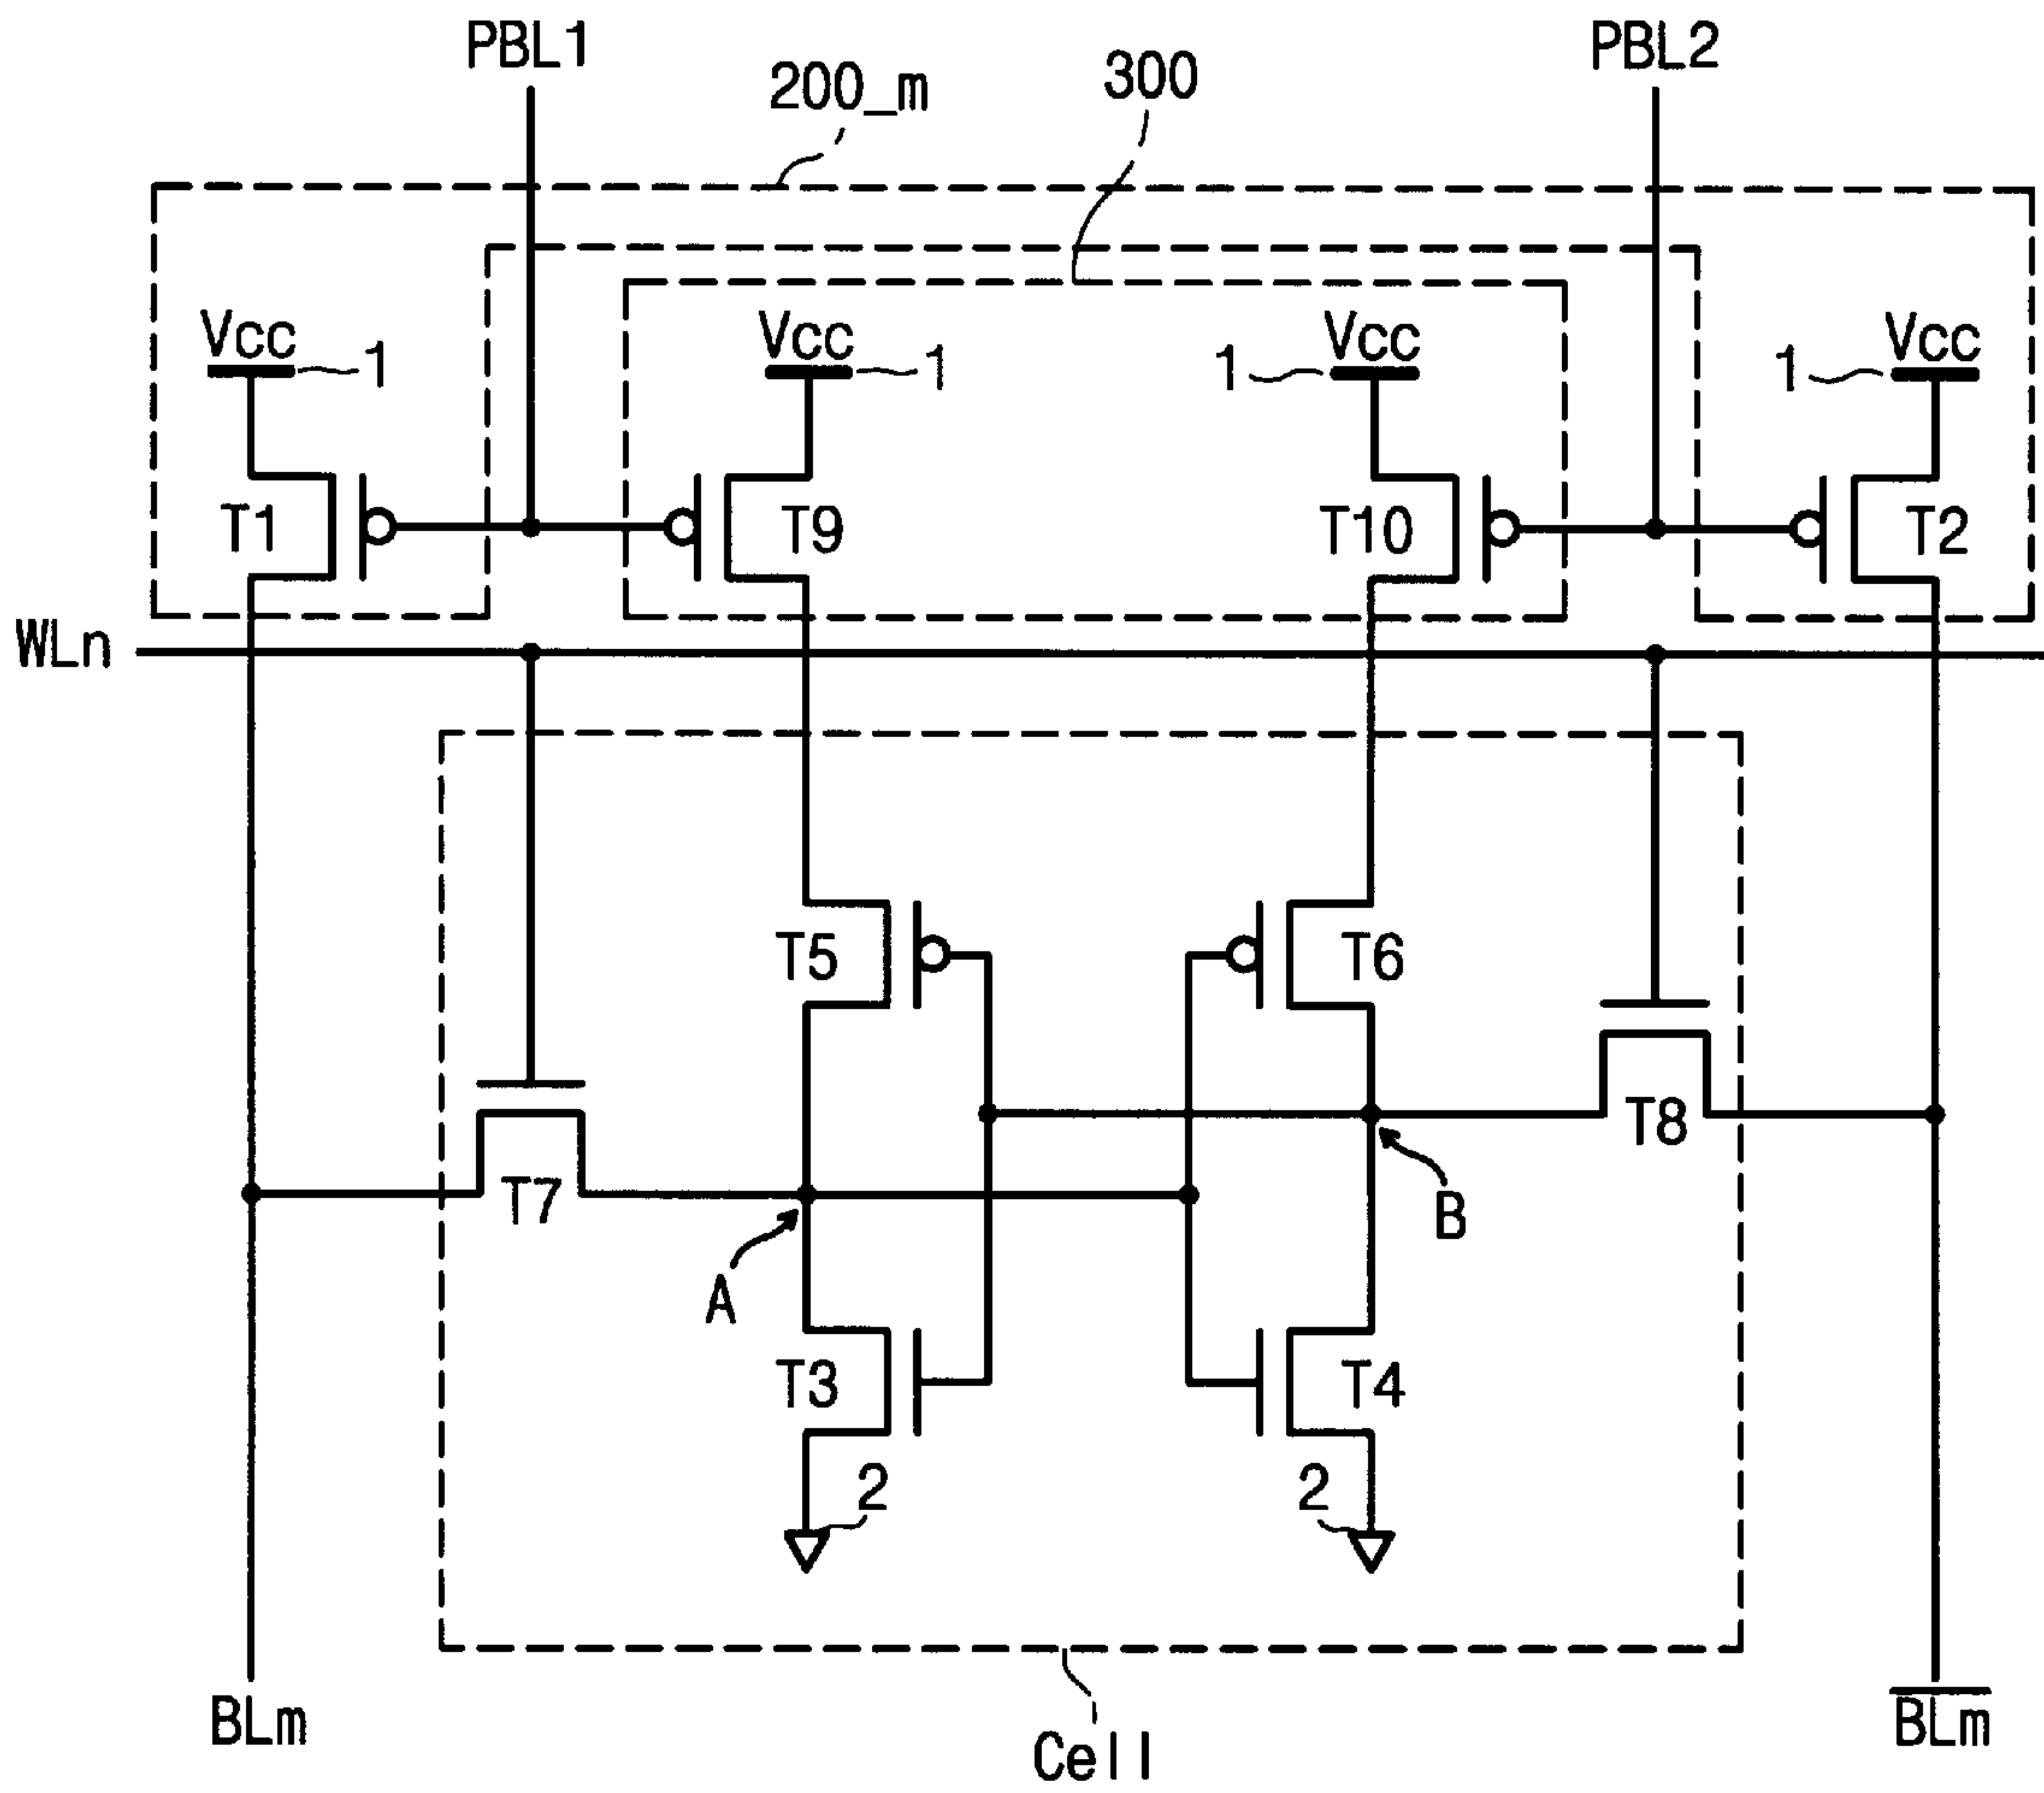 PBL1
PBL2
200_m
300
Vcc
1
Vcc
1
1
Vcc
1
Vcc
T1
T9
T10
T2
WLn
T5
T6
T7
T8
A
B
T3
T4
2
2
BLm
BLm
Cell